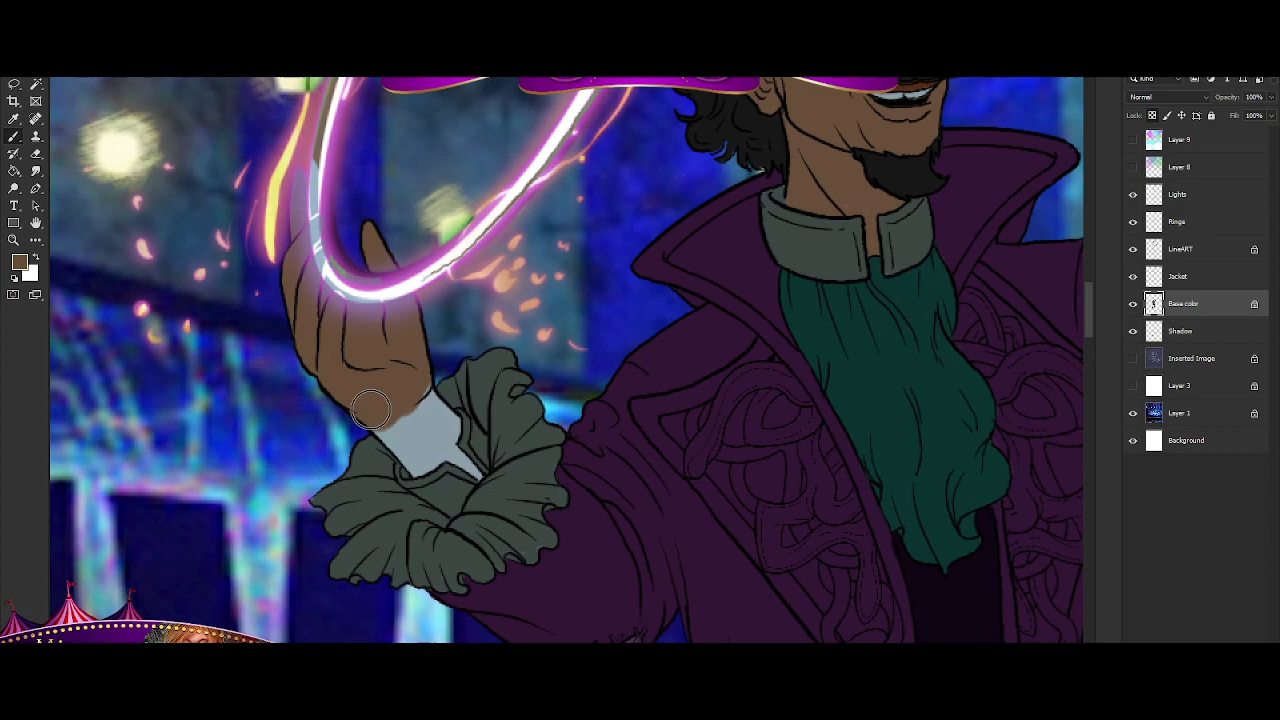 Kind
Normal
Opacity: 100%
Lock:
Fill: 100%
Layer 9
Layer 8
Lights
Rings
LineART
Jacket
Base color
Shadow
Inserted Image
Layer 3
Layer 1
Background